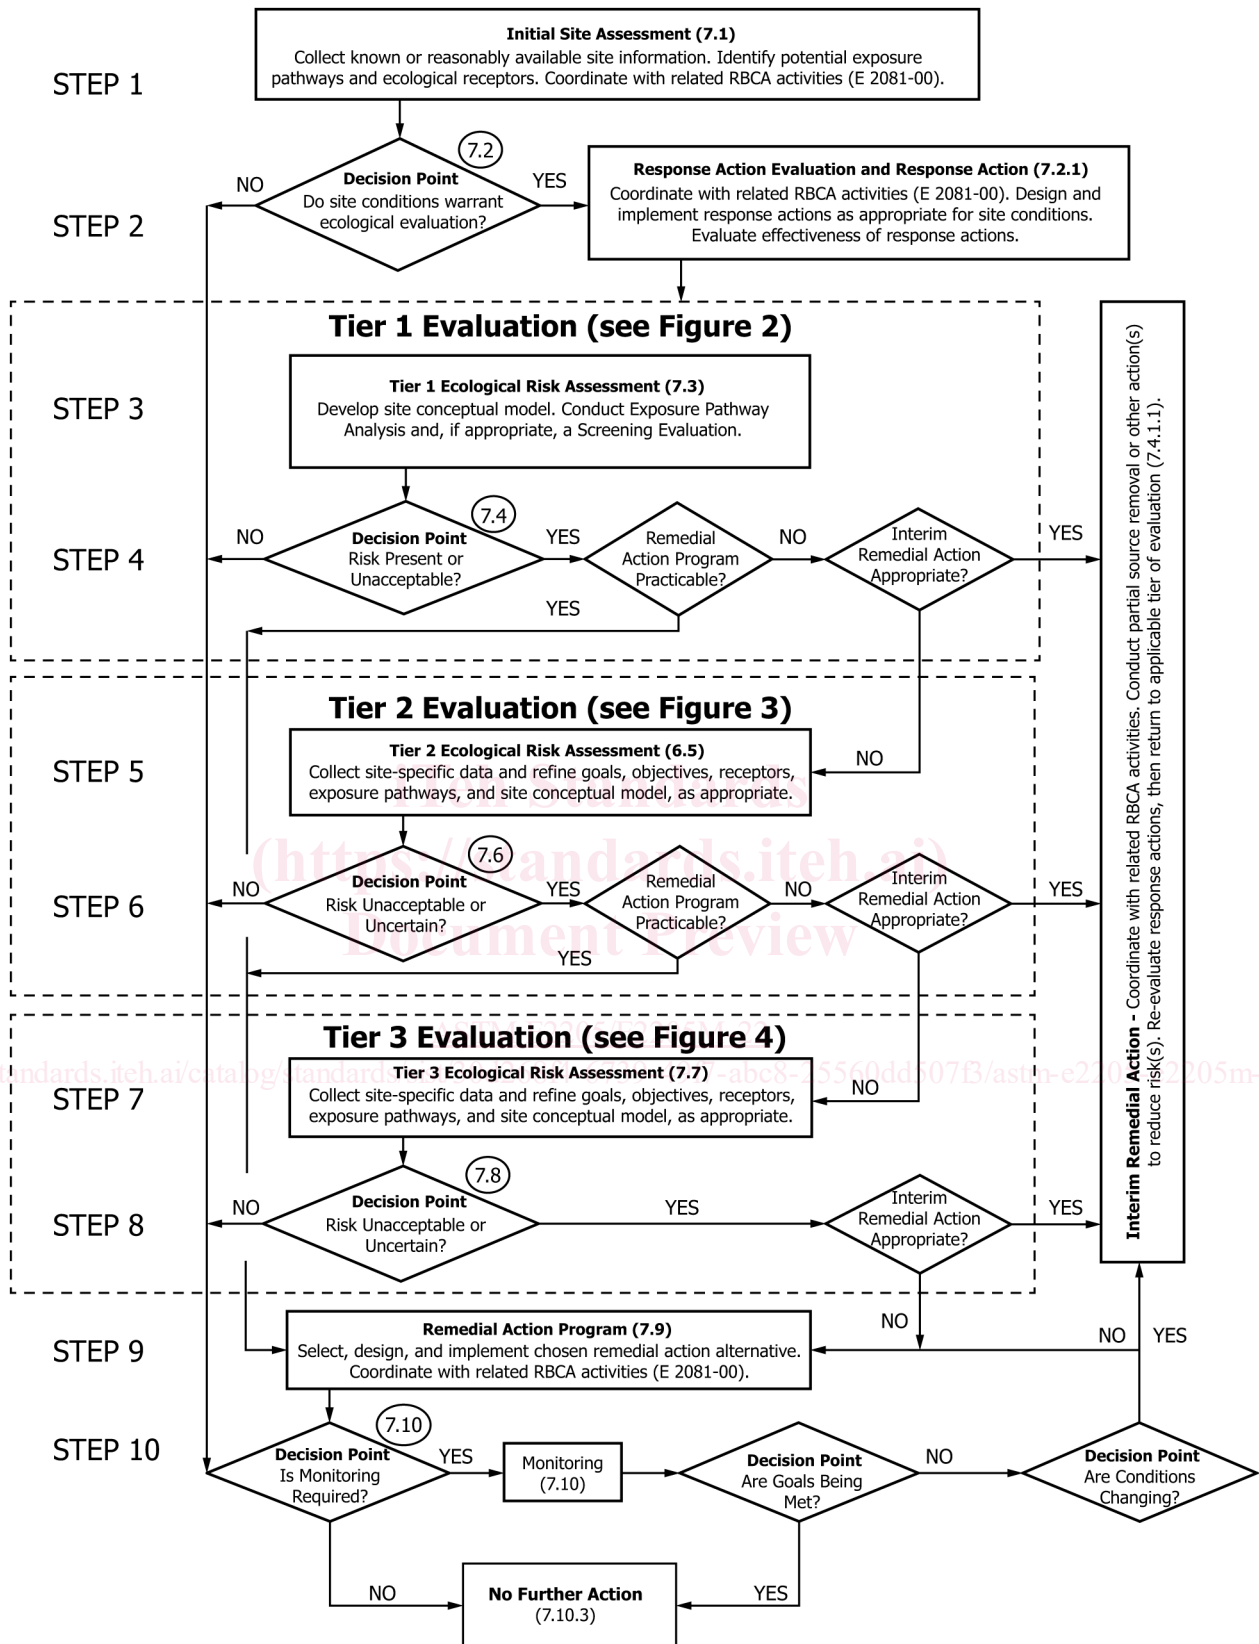 Initial Site Assessment (7.1)
Collect known or reasonably available site information. Identify potential exposure
pathways and ecological receptors. Coordinate with related RBCA activities (E 2081-00).
STEP 1
7.2
Decision Point
Do site conditions warrant
ecological evaluation?
NO
YES
STEP 2
Response Action Evaluation and Response Action (7.2.1)
Coordinate with related RBCA activities (E 2081-00). Design and
implement response actions as appropriate for site conditions.
Evaluate effectiveness of response actions.
Tier 1 Evaluation (see Figure 2)
STEP 3
Tier 1 Ecological Risk Assessment (7.3)
Develop site conceptual model. Conduct Exposure Pathway
Analysis and, if appropriate, a Screening Evaluation.
STEP 4
NO
7.4
Decision Point
Risk Present or
Unacceptable?
YES
Remedial
Action Program
Practicable?
NO
Interim
Remedial Action
Appropriate?
YES
YES
Interim Remedial Action - Coordinate with related RBCA activities. Conduct partial source removal or other action(s)
to reduce risk(s). Re-evaluate response actions, then return to applicable tier of evaluation (7.4.1.1).
Tier 2 Evaluation (see Figure 3)
STEP 5
Tier 2 Ecological Risk Assessment (6.5)
Collect site-specific data and refine goals, objectives, receptors,
exposure pathways, and site conceptual model, as appropriate.
NO
iTeh Standards
(https://standards.iteh.ai)
Document Preview
STEP 6
NO
7.6
Decision Point
Risk Unacceptable or
Uncertain?
YES
Remedial
Action Program
Practicable?
NO
Interim
Remedial Action
Appropriate?
YES
YES
Tier 3 Evaluation (see Figure 4)
STEP 7
Tier 3 Ecological Risk Assessment (7.7)
Collect site-specific data and refine goals, objectives, receptors,
exposure pathways, and site conceptual model, as appropriate.
NO
STEP 8
NO
7.8
Decision Point
Risk Unacceptable or
Uncertain?
YES
Interim
Remedial Action
Appropriate?
YES
NO
NO
YES
STEP 9
Remedial Action Program (7.9)
Select, design, and implement chosen remedial action alternative.
Coordinate with related RBCA activities (E 2081-00).
STEP 10
7.10
Decision Point
Is Monitoring
Required?
YES
Monitoring
(7.10)
Decision Point
Are Goals Being
Met?
NO
Decision Point
Are Conditions
Changing?
NO
No Further Action
(7.10.3)
YES